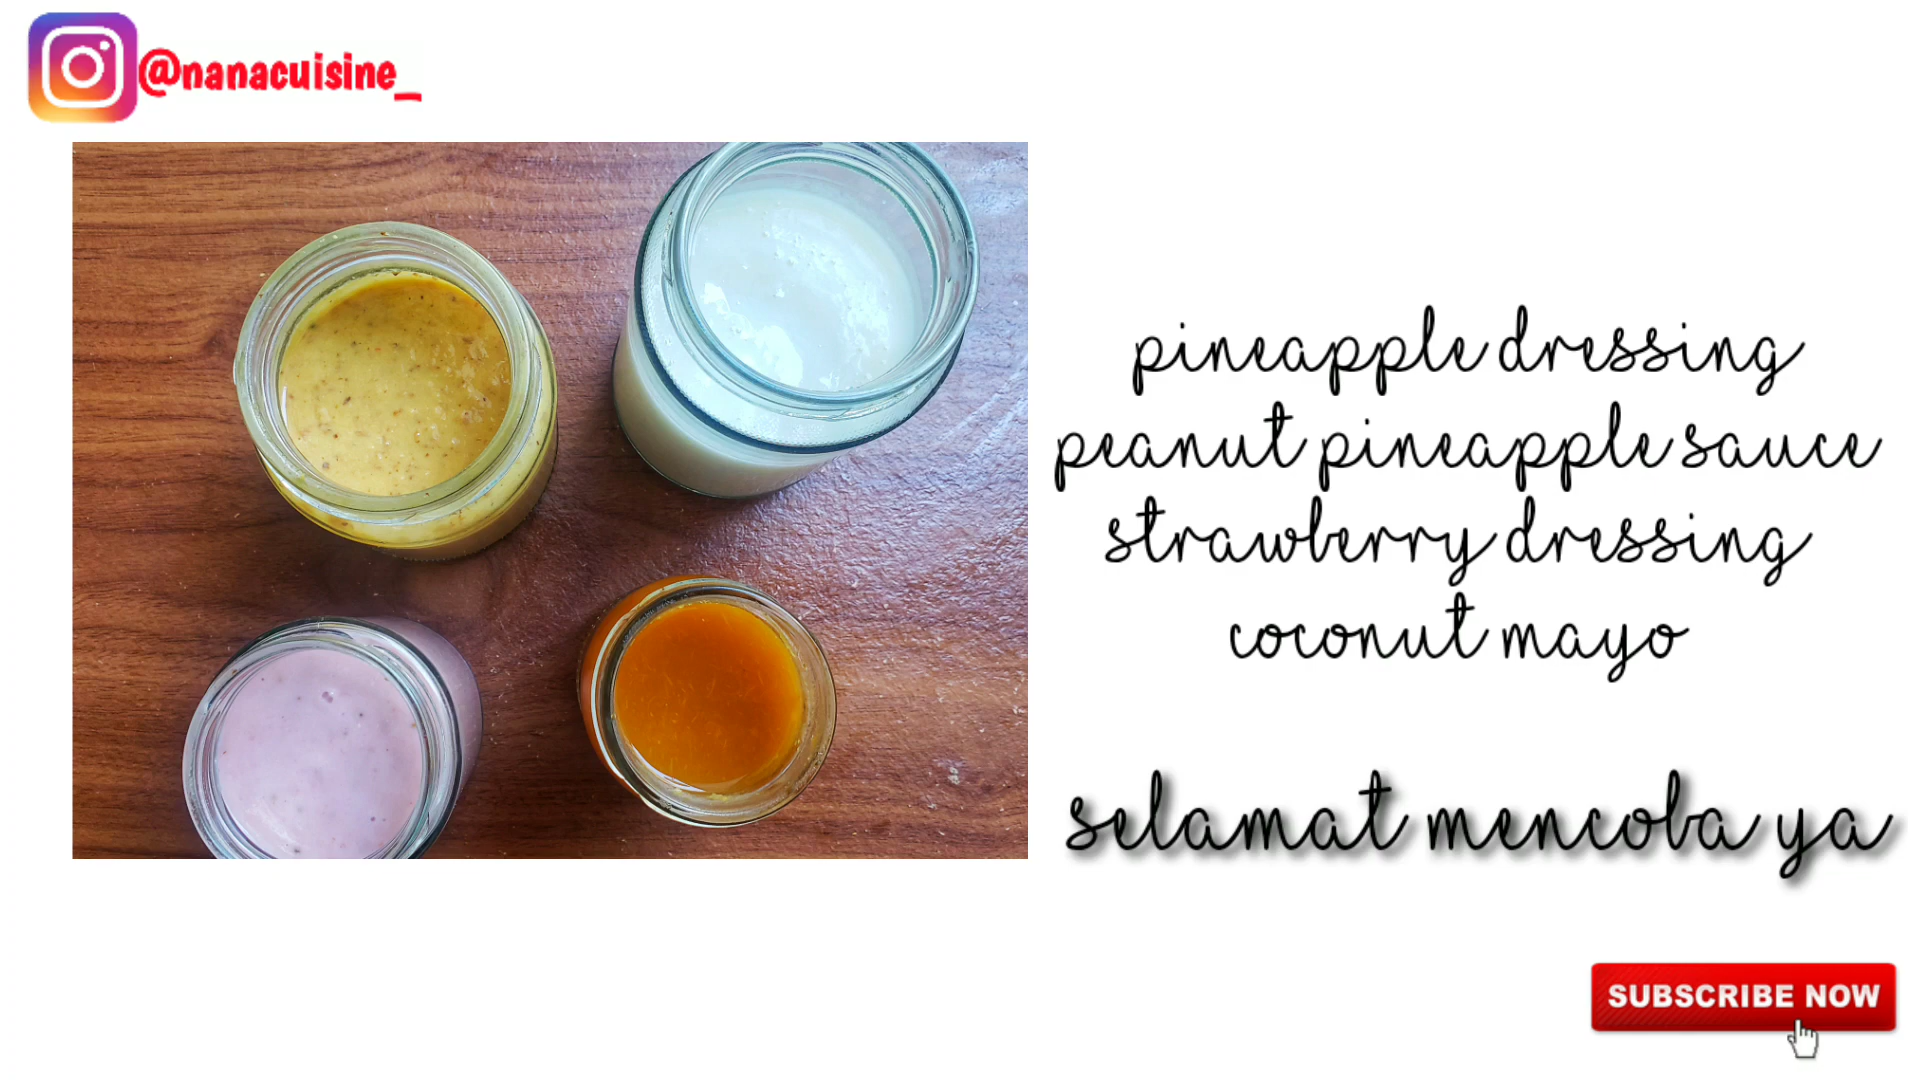 @nanacuisine_
pineapple dressing
peanut pineapple sauce
strawberry dressing
coconut mayo
selamat mencoba ya
SUBSCRIBE NOW